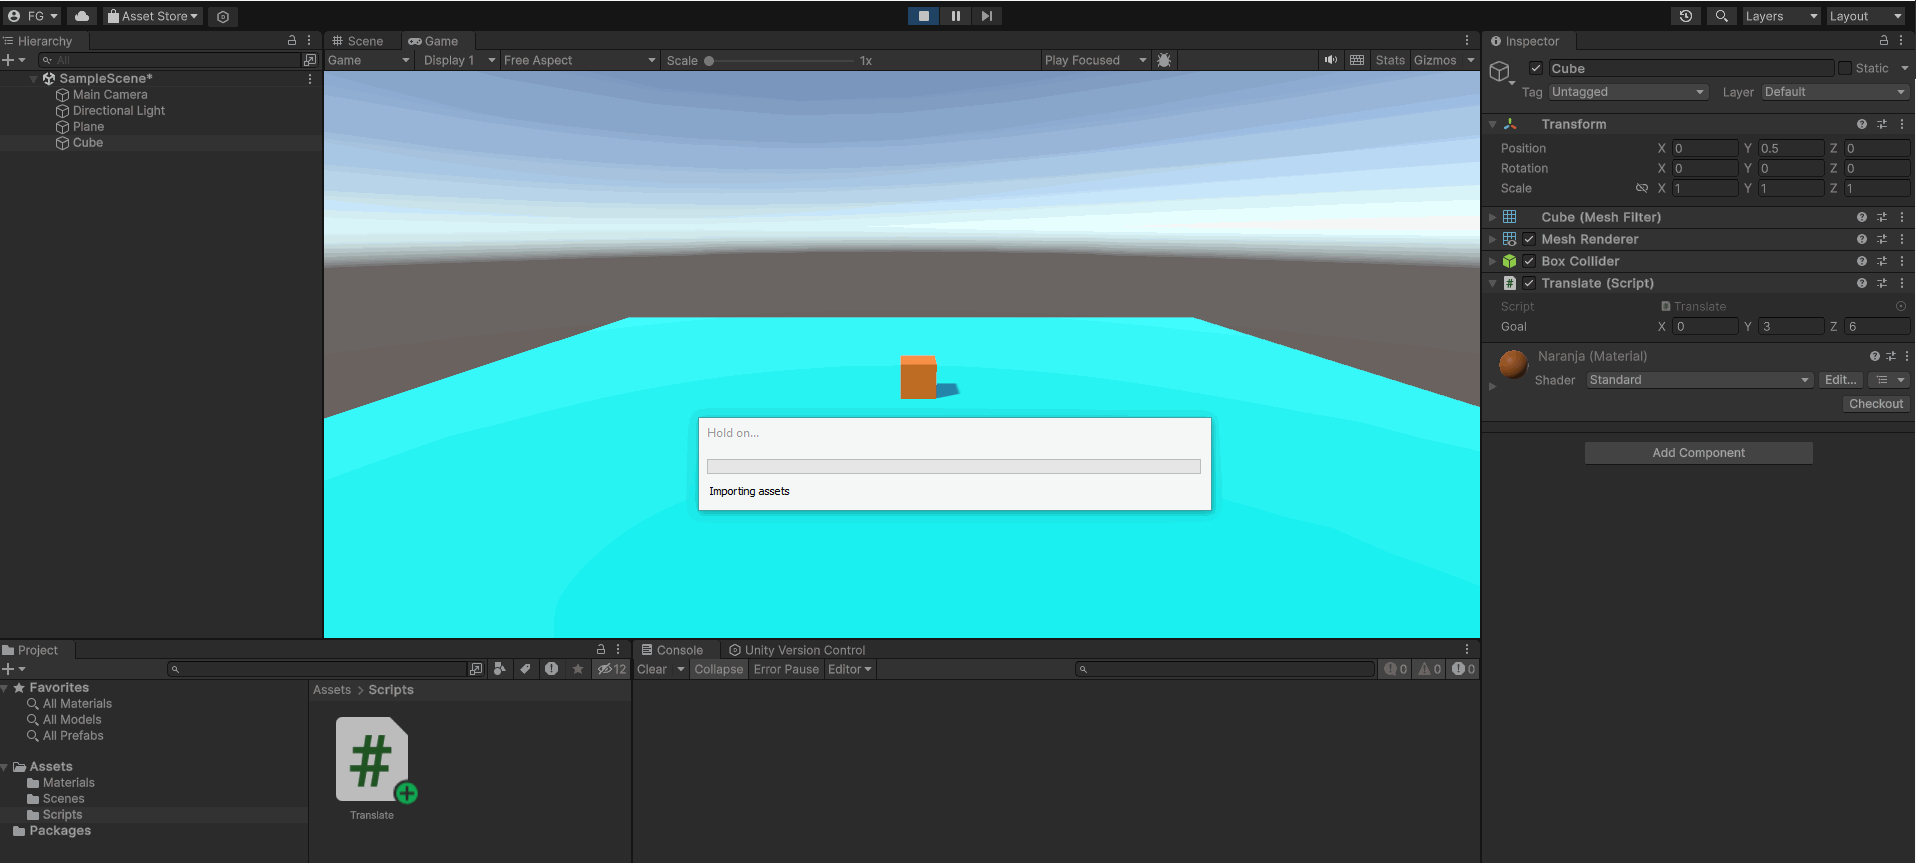 FG Asset Store Layers Layout
Hierarchy
All
SampleScene*
Main Camera
Directional Light
Plane
Cube
Scene Game
Game Display 1 Free Aspect Scale 1x Play Focused Stats Gizmos
Hold on...
Importing assets
Inspector
Cube Static
Tag Untagged Layer Default
Transform
Position X 0 Y 0.5 Z 0
Rotation X 0 Y 0 Z 0
Scale X 1 Y 1 Z 1
Cube (Mesh Filter)
Mesh Renderer
Box Collider
# Translate (Script)
Script Translate
Goal X 0 Y 3 Z 6
Naranja (Material)
Shader Standard Edit...
Checkout
Add Component
Project
12
Favorites
All Materials
All Models
All Prefabs
Assets
Materials
Scenes
Scripts
Packages
Assets > Scripts
#
Translate
Console Unity Version Control
Clear Collapse Error Pause Editor 0 0 0